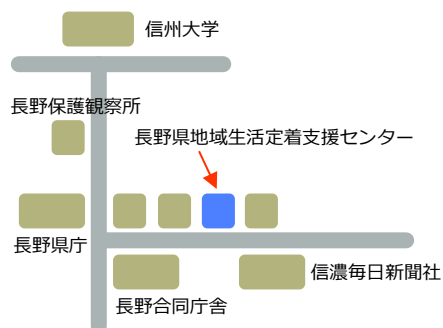 信州大学
長野保護観察所
長野県地域生活定着支援センター
長野県庁
信濃毎日新聞社
長野合同庁舎